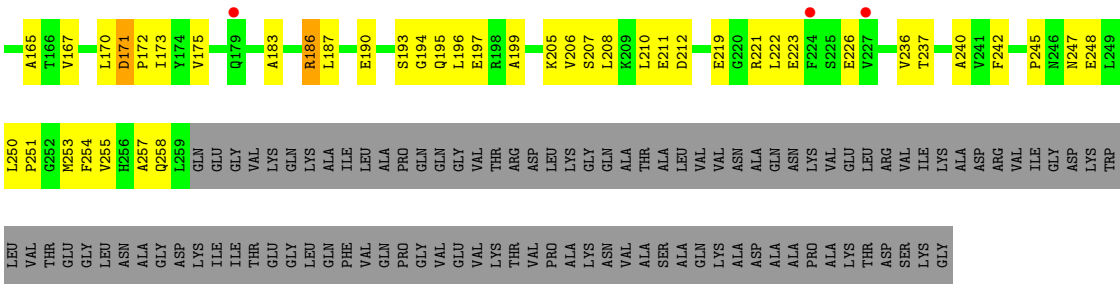 A165 T166 V167 L170 D171 P172 I173 Y174 V175 Q179 A183 R186 L187 E190 S193 G194 Q195 L196 E197 R198 A199 K205 V206 S207 L208 K209 L210 E211 D212 E219 G220 R221 L222 E223 F224 S225 E226 V227 V236 T237 A240 V241 F242 P245 N246 N247 E248 L249
L250 P251 G252 M253 F254 V255 H256 A257 Q258 L259 GLN GLU GLY VAL LYS GLN LYS ALA ILE LEU ALA PRO GLN GLN GLY VAL THR ARG ASP LEU LYS GLY GLN ALA THR ALA LEU VAL VAL ASN ALA GLN ASN LYS VAL GLU LEU ARG VAL ILE LYS ALA ASP ARG VAL ILE GLY ASP LYS TRP
LEU VAL THR GLU GLY LEU ASN ALA GLY ASP LYS ILE ILE THR GLU GLY LEU GLN PHE VAL GLN PRO GLY VAL GLU VAL LYS THR VAL PRO ALA LYS ASN VAL ALA SER ALA GLN LYS ALA ASP ALA ALA PRO ALA LYS THR ASP SER LYS GLY